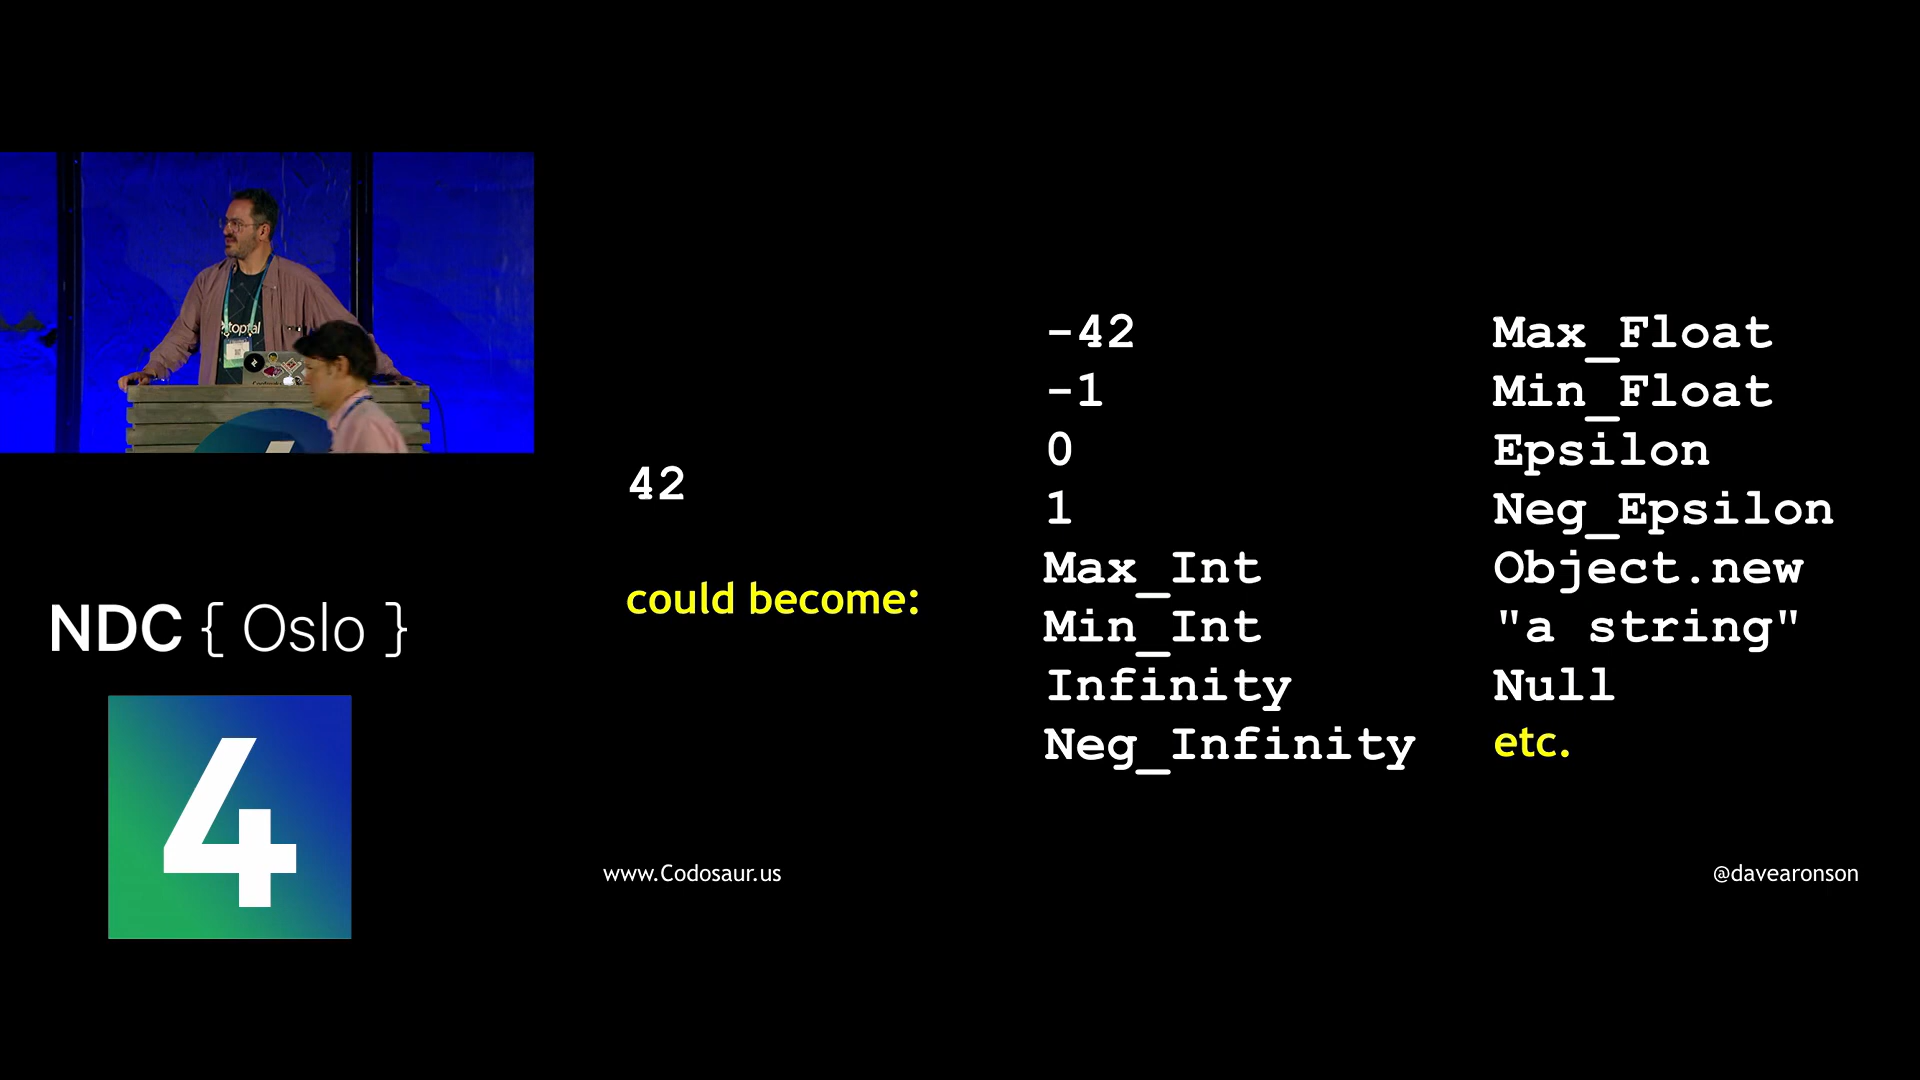 toptal
42
could become:
-42
-1
0
1
Max_Int
Min_Int
Infinity
Neg_Infinity
Max_Float
Min_Float
Epsilon
Neg_Epsilon
Object.new
"a string"
Null
etc.
NDC { Oslo }
4
www.Codosaur.us
@davearonson